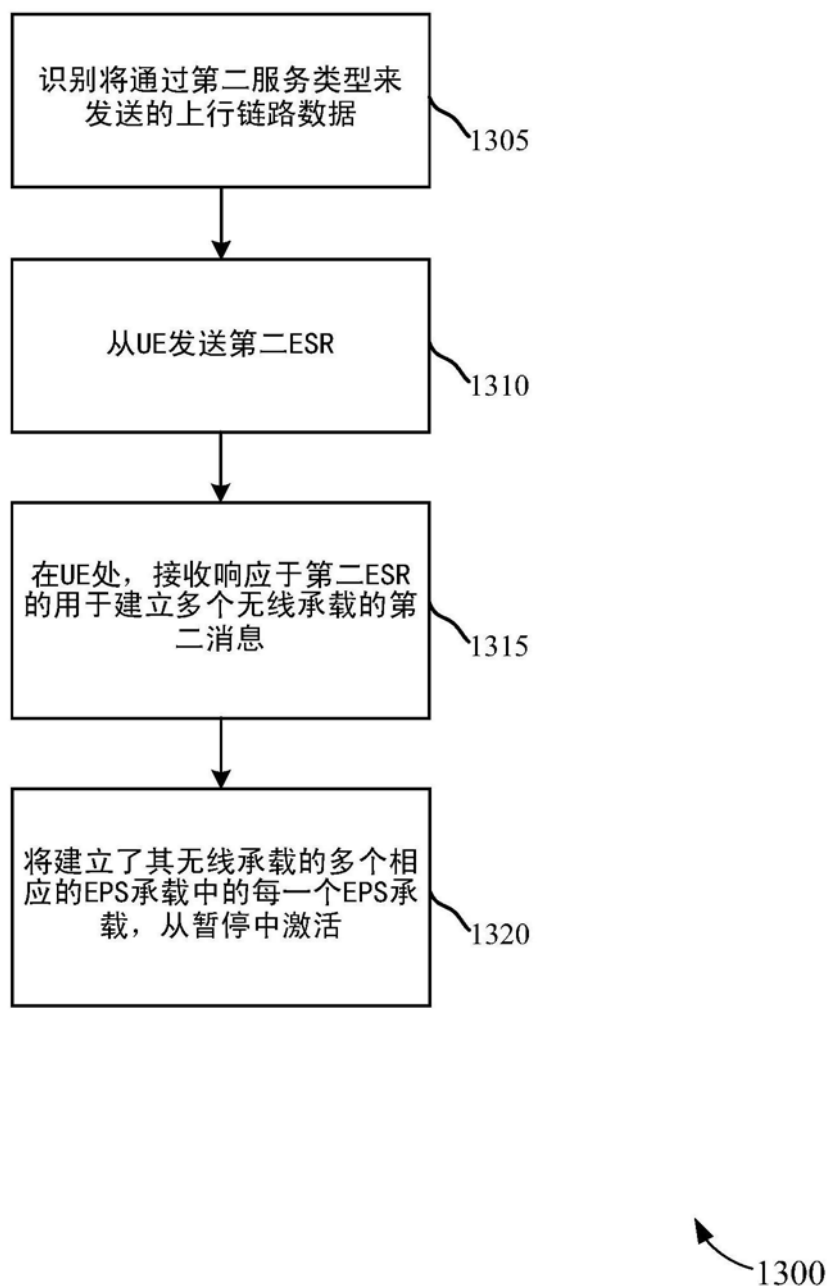 识别将通过第二服务类型来
发送的上行链路数据
1305
从UE发送第二ESR
1310
在UE处，接收响应于第二ESR
的用于建立多个无线承载的第
二消息
1315
将建立了其无线承载的多个相
应的EPS承载中的每一个EPS承
载，从暂停中激活
1320
1300